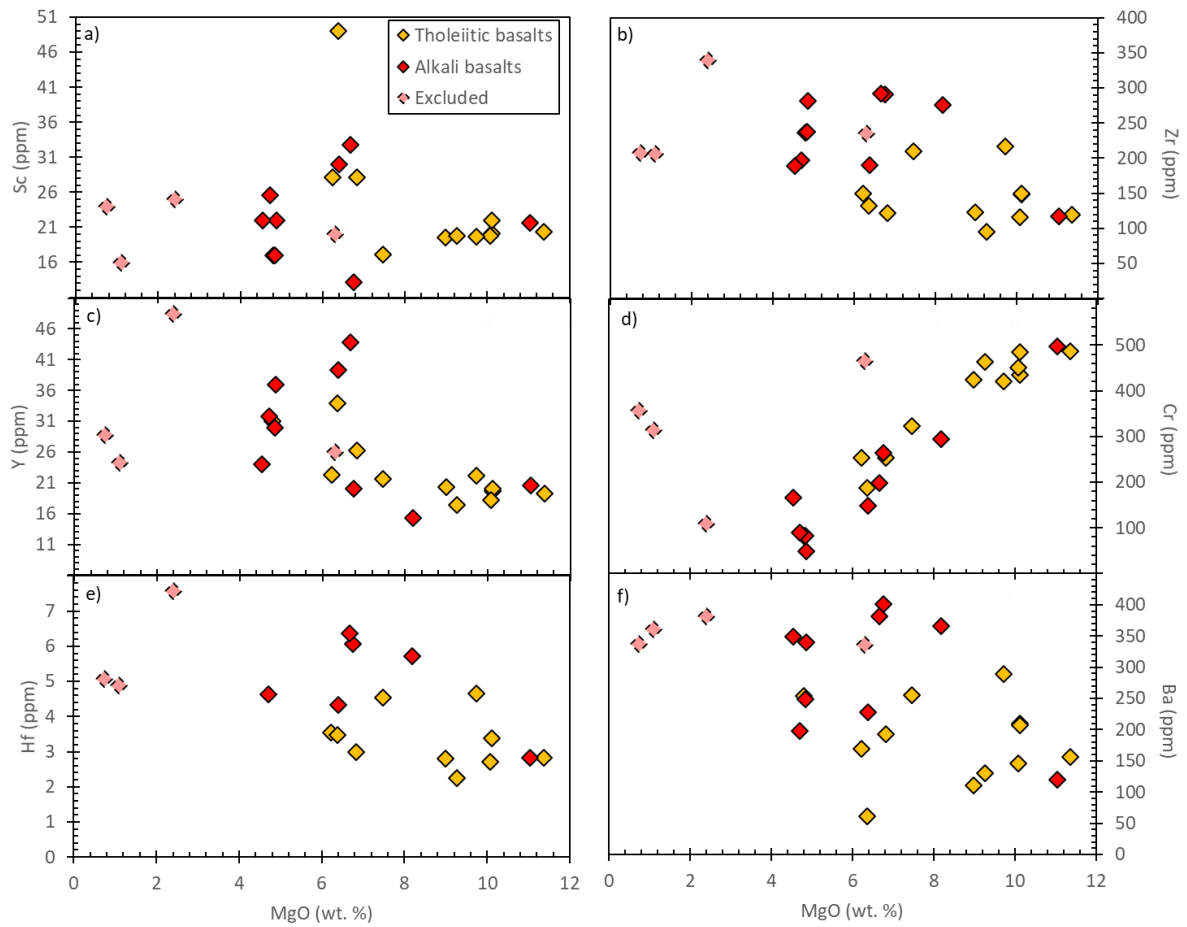 a)
51
46
41
36
31
26
21
16
Sc (ppm)
Tholeiitic basalts
Alkali basalts
Excluded
b)
400
350
300
250
200
150
100
50
0
Zr (ppm)
c)
46
41
36
31
26
21
16
11
Y (ppm)
d)
500
400
300
200
100
Cr (ppm)
e)
7
6
5
4
3
2
1
0
Hf (ppm)
0 2 4 6 8 10 12
MgO (wt. %)
f)
400
350
300
250
200
150
100
50
0
Ba (ppm)
0 2 4 6 8 10 12
MgO (wt. %)